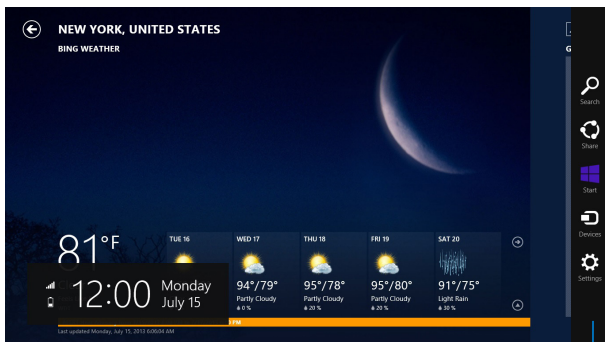 NEW YORK, UNITED STATES
BING WEATHER
G
Search
Share
Start
Devices
Settings
81°F
TUE 16
WED 17
94°/79°
Partly Cloudy
0 %
THU 18
95°/78°
Partly Cloudy
20 %
FRI 19
95°/80°
Partly Cloudy
20 %
SAT 20
91°/75°
Light Rain
30 %
12:00
Monday
July 15
PM
Last updated Monday, July 15, 2013 6:06:04 AM